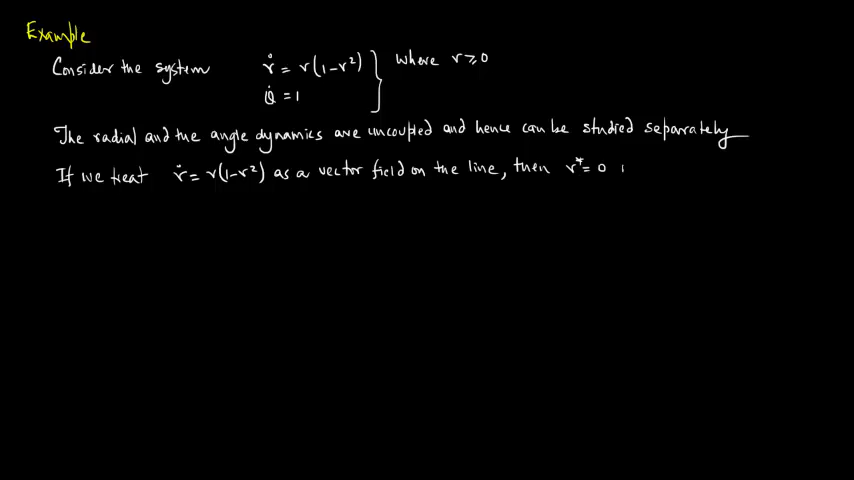 Example
Consider the system ṙ = r(1-r²) } where r ≥ 0
θ̇ = 1
The radial and the angle dynamics are uncoupled and hence can be studied separately
If we treat ṙ = r(1-r²) as a vector field on the line, then r* = 0